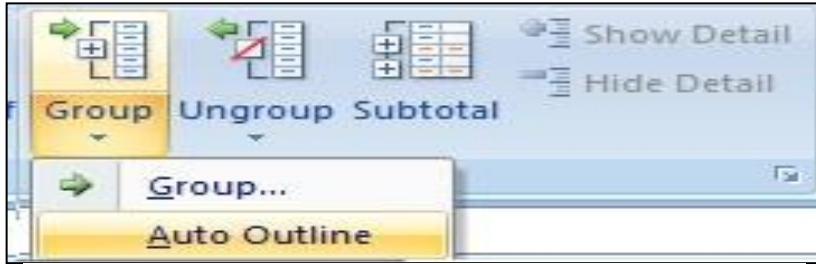 Show Detail
Hide Detail
Group Ungroup Subtotal
Group...
Auto Outline